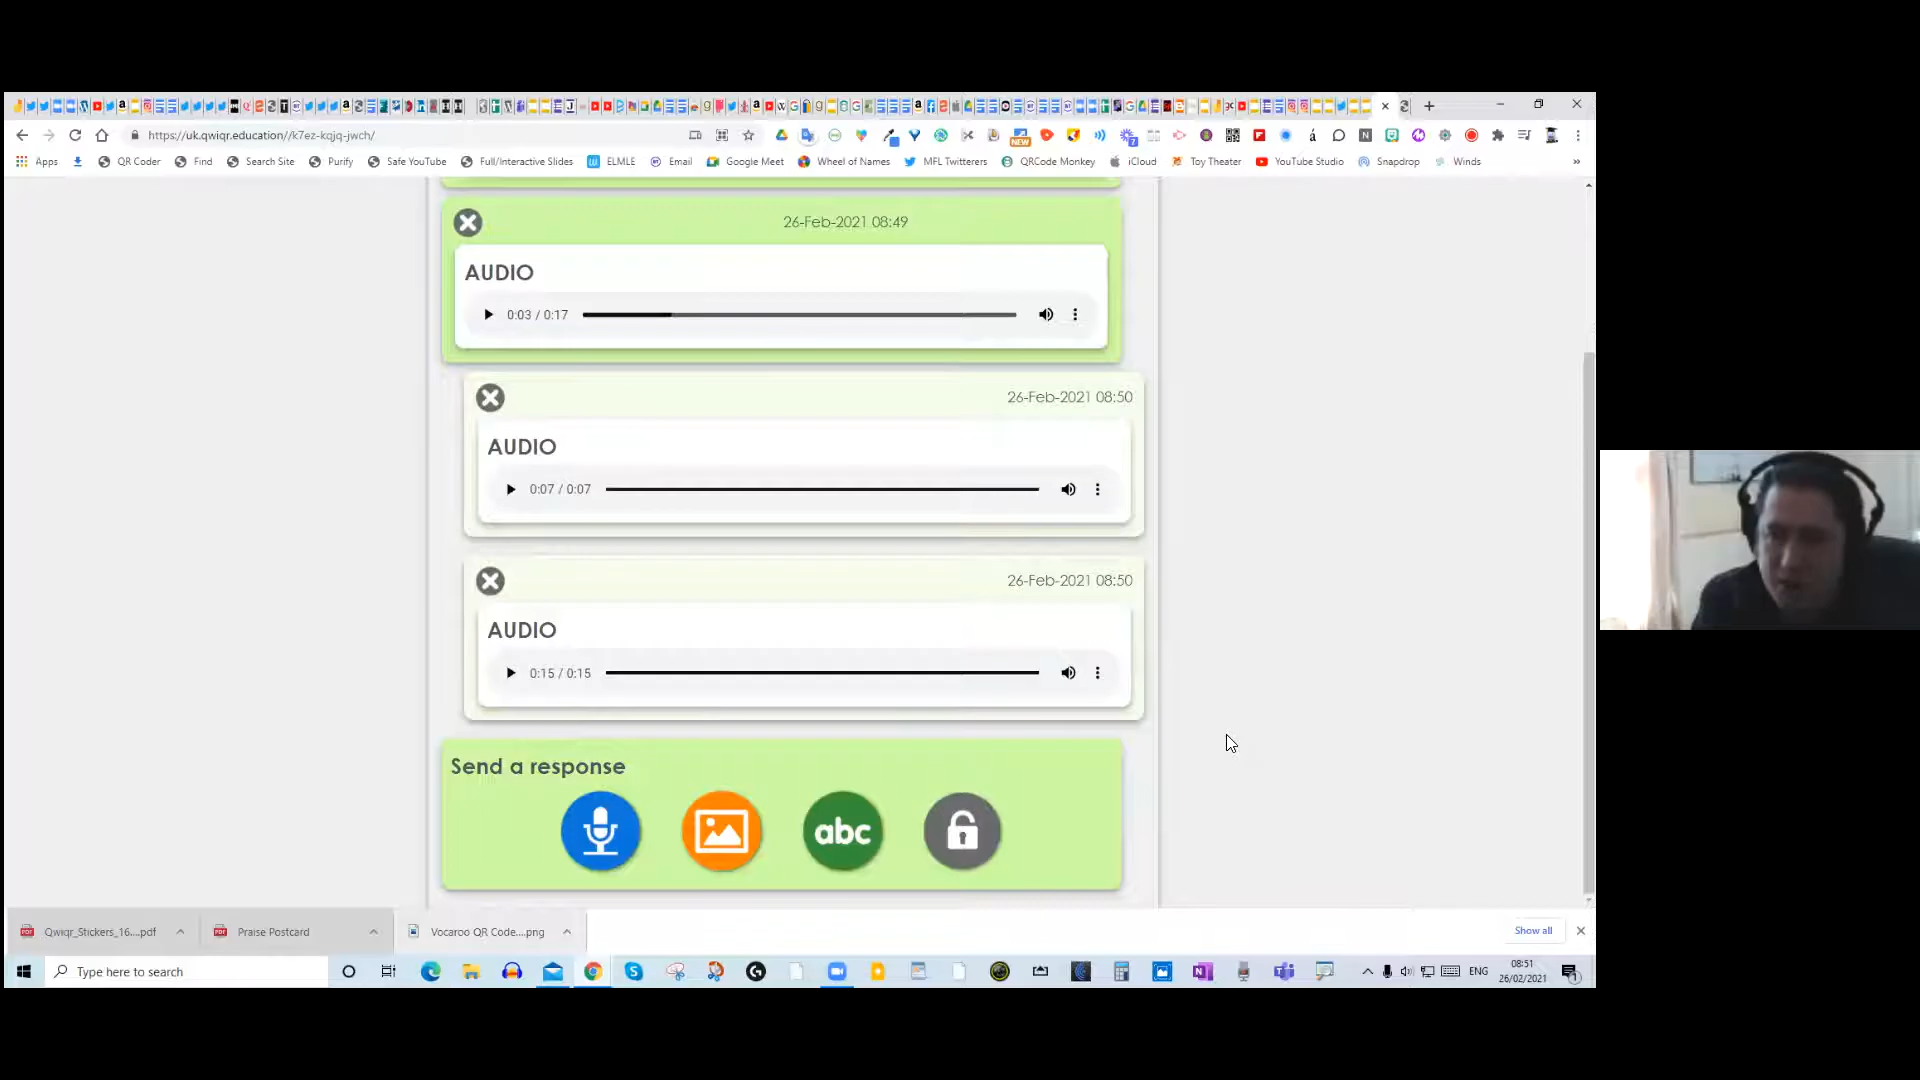 https://uk.qwiqr.education//k7ez-kqjq-jwch/
NEW
Apps
QR Coder
Find
Search Site
Purify
Safe YouTube
Full/Interactive Slides
ELMLE
Email
Google Meet
Wheel of Names
MFL Twitterers
QRCode Monkey
iCloud
Toy Theater
YouTube Studio
Snapdrop
Winds
»
26-Feb-2021 08:49
AUDIO
0:03 / 0:17
26-Feb-2021 08:50
AUDIO
0:07 / 0:07
26-Feb-2021 08:50
AUDIO
0:15 / 0:15
Send a response
abc
Qwiqr_Stickers_16....pdf
Praise Postcard
Vocaroo QR Code....png
Show all
Type here to search
ENG
08:51
26/02/2021